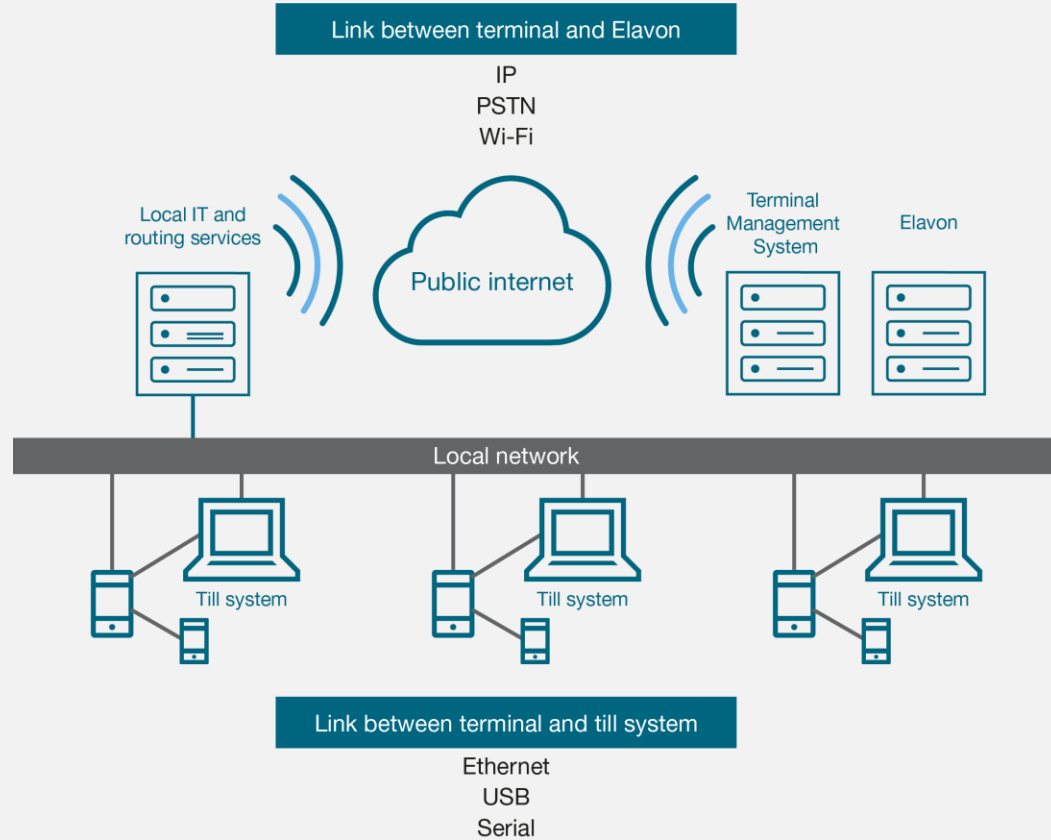 Link between terminal and Elavon
IP
PSTN
Wi-Fi
Local IT and
routing services
Public internet
Terminal
Management
System
Elavon
Local network
Till system
Till system
Till system
Link between terminal and till system
Ethernet
USB
Serial